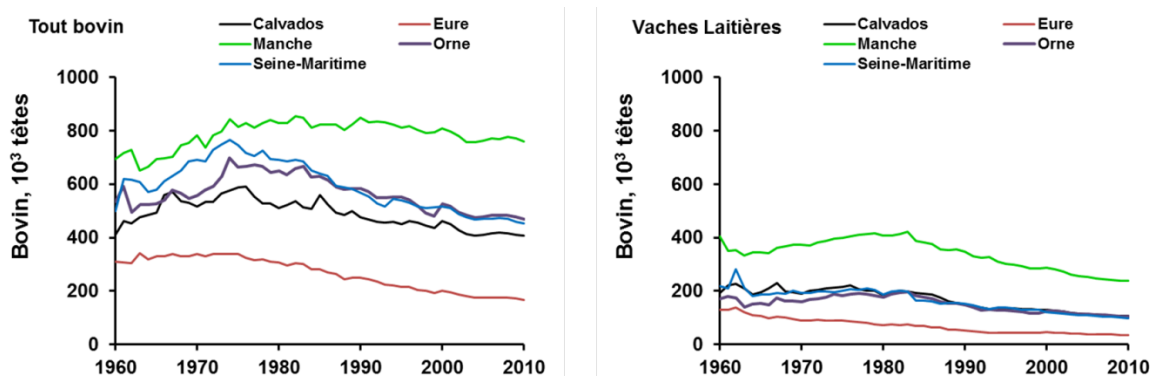 Tout bovin
Calvados
Eure
Manche
Orne
Seine-Maritime
Bovin, 10³ têtes
1000
800
600
400
200
0
1960
1970
1980
1990
2000
2010
Vaches Laitières
Calvados
Eure
Manche
Orne
Seine-Maritime
Bovin, 10³ têtes
1000
800
600
400
200
0
1960
1970
1980
1990
2000
2010